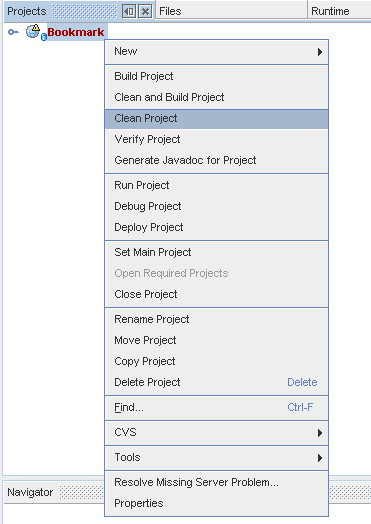 Projects Files Runtime
Bookmark
New
Build Project
Clean and Build Project
Clean Project
Verify Project
Generate Javadoc for Project
Run Project
Debug Project
Deploy Project
Set Main Project
Open Required Projects
Close Project
Rename Project
Move Project
Copy Project
Delete Project Delete
Find... Ctrl-F
CVS
Tools
Resolve Missing Server Problem...
Navigator
Properties